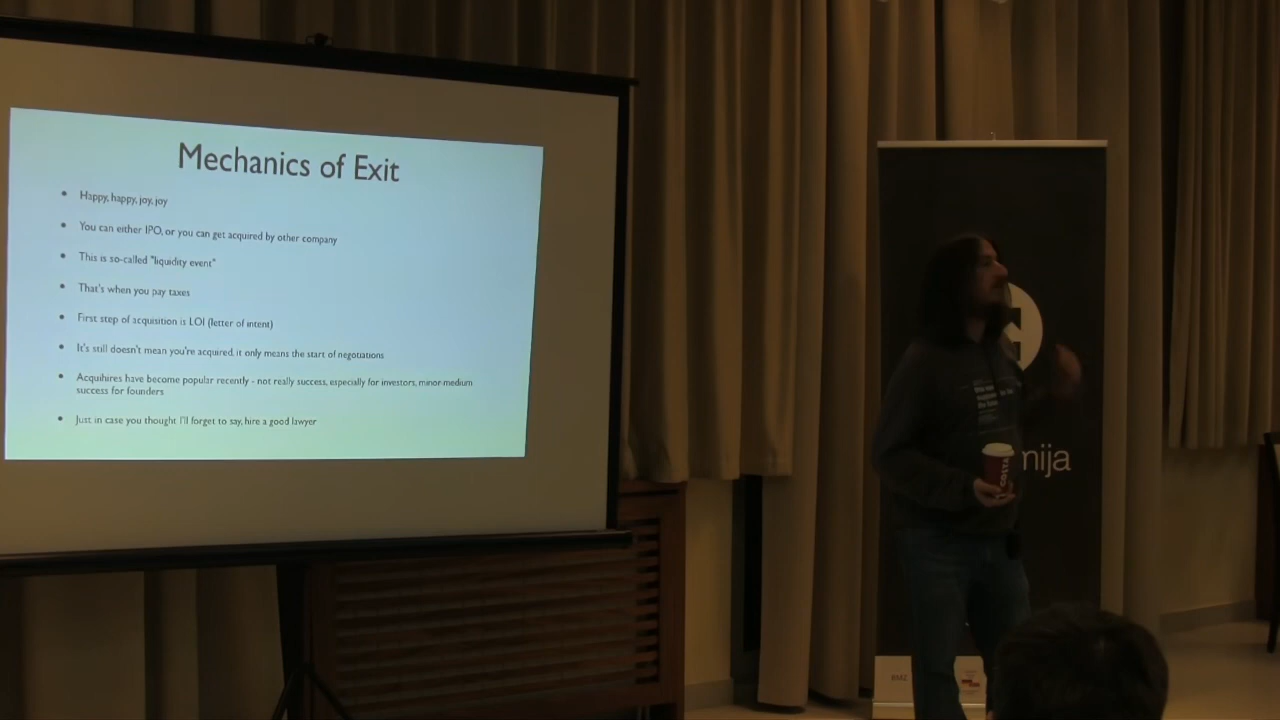 Mechanics of Exit
• Happy, happy, joy, joy
• You can either IPO, or you can get acquired by other company
• This is so-called "liquidity event"
• That's when you pay taxes
• First step of acquisition is LOI (letter of intent)
• It's still doesn't mean you're acquired, it only means the start of negotiations
• Acquihires have become popular recently - not really success, especially for investors, minor-medium
success for founders
• Just in case you thought I'll forget to say, hire a good lawyer
mija
COSTA